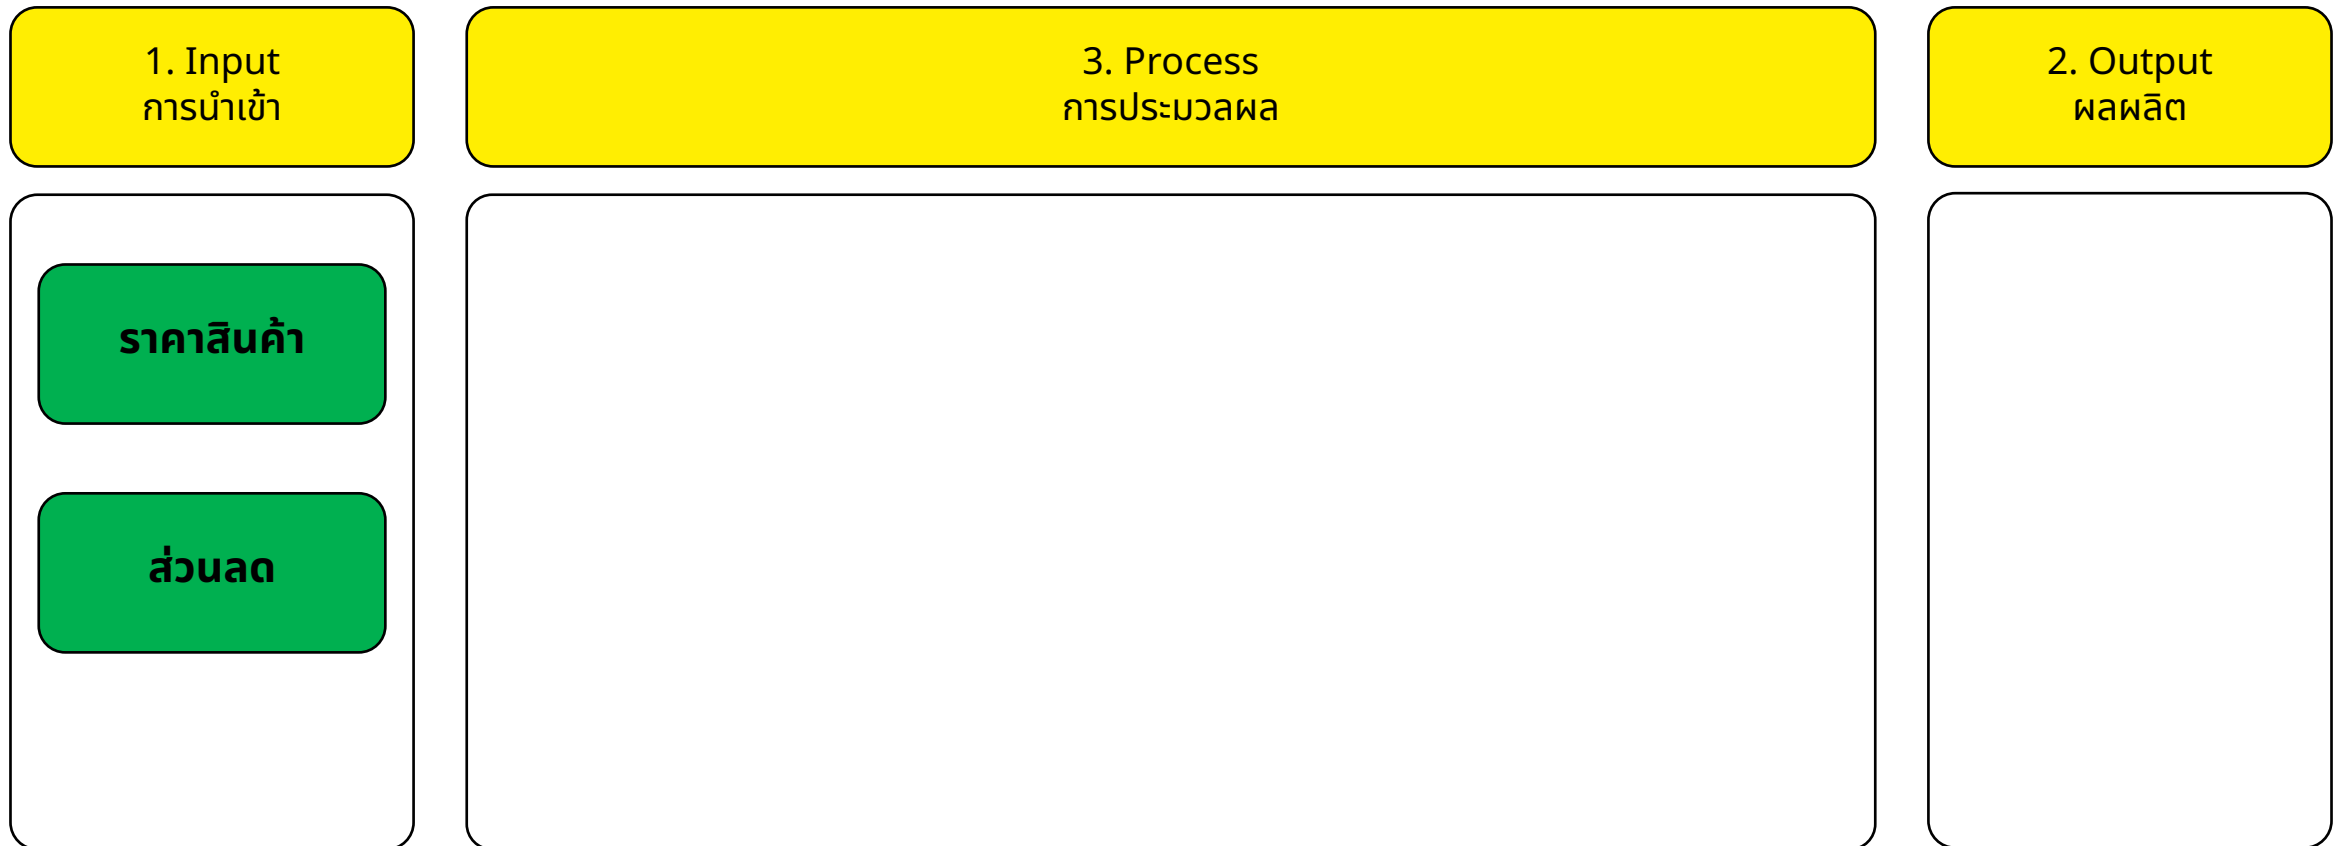 1. Input
การนำเข้า
3. Process
การประมวลผล
2. Output
ผลผลิต
ราคาสินค้า
ส่วนลด